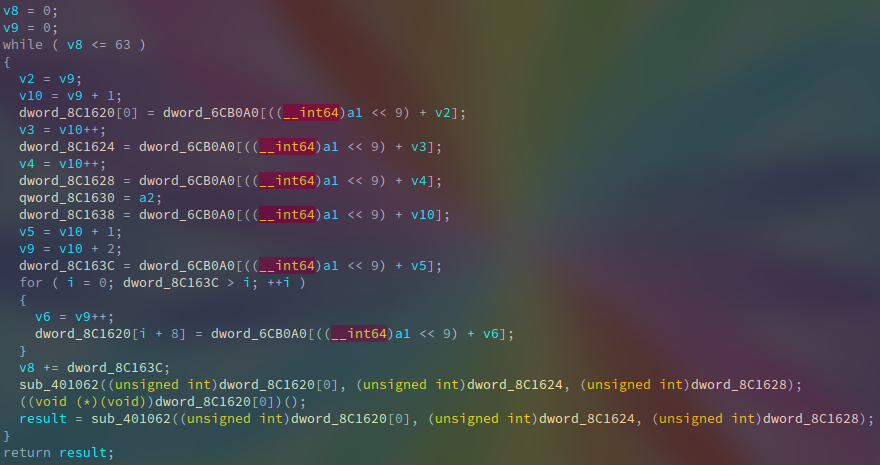 v8 = 0;
v9 = 0;
while ( v8 <= 63 )
{
  v2 = v9;
  v10 = v9 + 1;
  dword_8C1620[0] = dword_6CB0A0[((__int64)a1 << 9) + v2];
  v3 = v10++;
  dword_8C1624 = dword_6CB0A0[((__int64)a1 << 9) + v3];
  v4 = v10++;
  dword_8C1628 = dword_6CB0A0[((__int64)a1 << 9) + v4];
  qword_8C1630 = a2;
  dword_8C1638 = dword_6CB0A0[((__int64)a1 << 9) + v10];
  v5 = v10 + 1;
  v9 = v10 + 2;
  dword_8C163C = dword_6CB0A0[((__int64)a1 << 9) + v5];
  for ( i = 0; dword_8C163C > i; ++i )
  {
    v6 = v9++;
    dword_8C1620[i + 8] = dword_6CB0A0[((__int64)a1 << 9) + v6];
  }
  v8 += dword_8C163C;
  sub_401062((unsigned int)dword_8C1620[0], (unsigned int)dword_8C1624, (unsigned int)dword_8C1628);
  ((void (*)(void))dword_8C1620[0])();
  result = sub_401062((unsigned int)dword_8C1620[0], (unsigned int)dword_8C1624, (unsigned int)dword_8C1628);
}
return result;